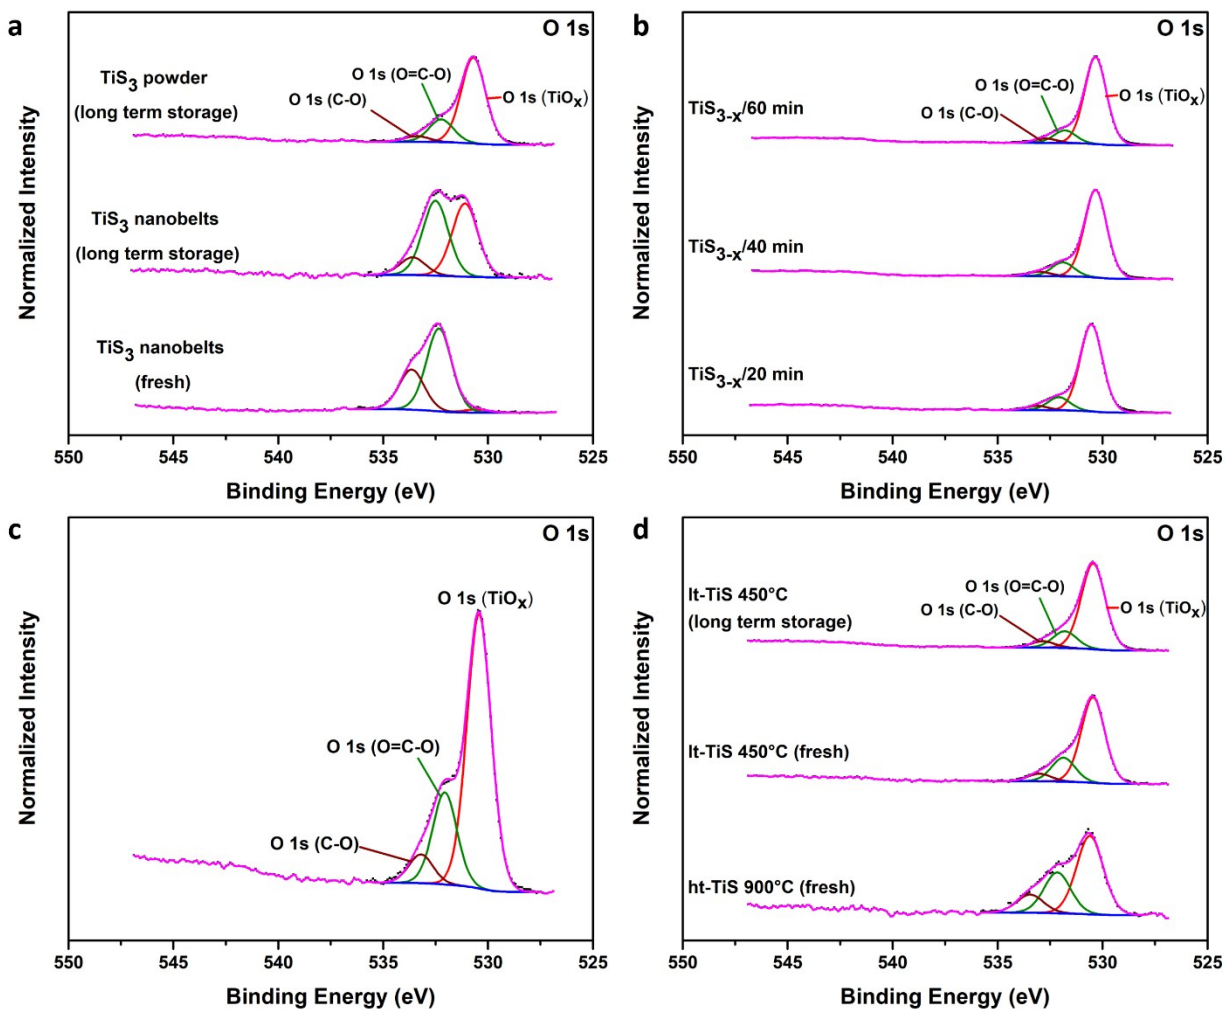 a
O 1s
TiS3 powder
(long term storage)
O 1s (O=C-O)
O 1s (C-O)
O 1s (TiOx)
TiS3 nanobelts
(long term storage)
TiS3 nanobelts
(fresh)
Normalized Intensity
550 545 540 535 530 525
Binding Energy (eV)
b
O 1s
TiS3-x/60 min
O 1s (O=C-O)
O 1s (C-O)
O 1s (TiOx)
TiS3-x/40 min
TiS3-x/20 min
Normalized Intensity
550 545 540 535 530 525
Binding Energy (eV)
c
O 1s
O 1s (TiOx)
O 1s (O=C-O)
O 1s (C-O)
Normalized Intensity
550 545 540 535 530 525
Binding Energy (eV)
d
O 1s
lt-TiS 450°C
(long term storage)
O 1s (O=C-O)
O 1s (C-O)
O 1s (TiOx)
lt-TiS 450°C (fresh)
ht-TiS 900°C (fresh)
Normalized Intensity
550 545 540 535 530 525
Binding Energy (eV)